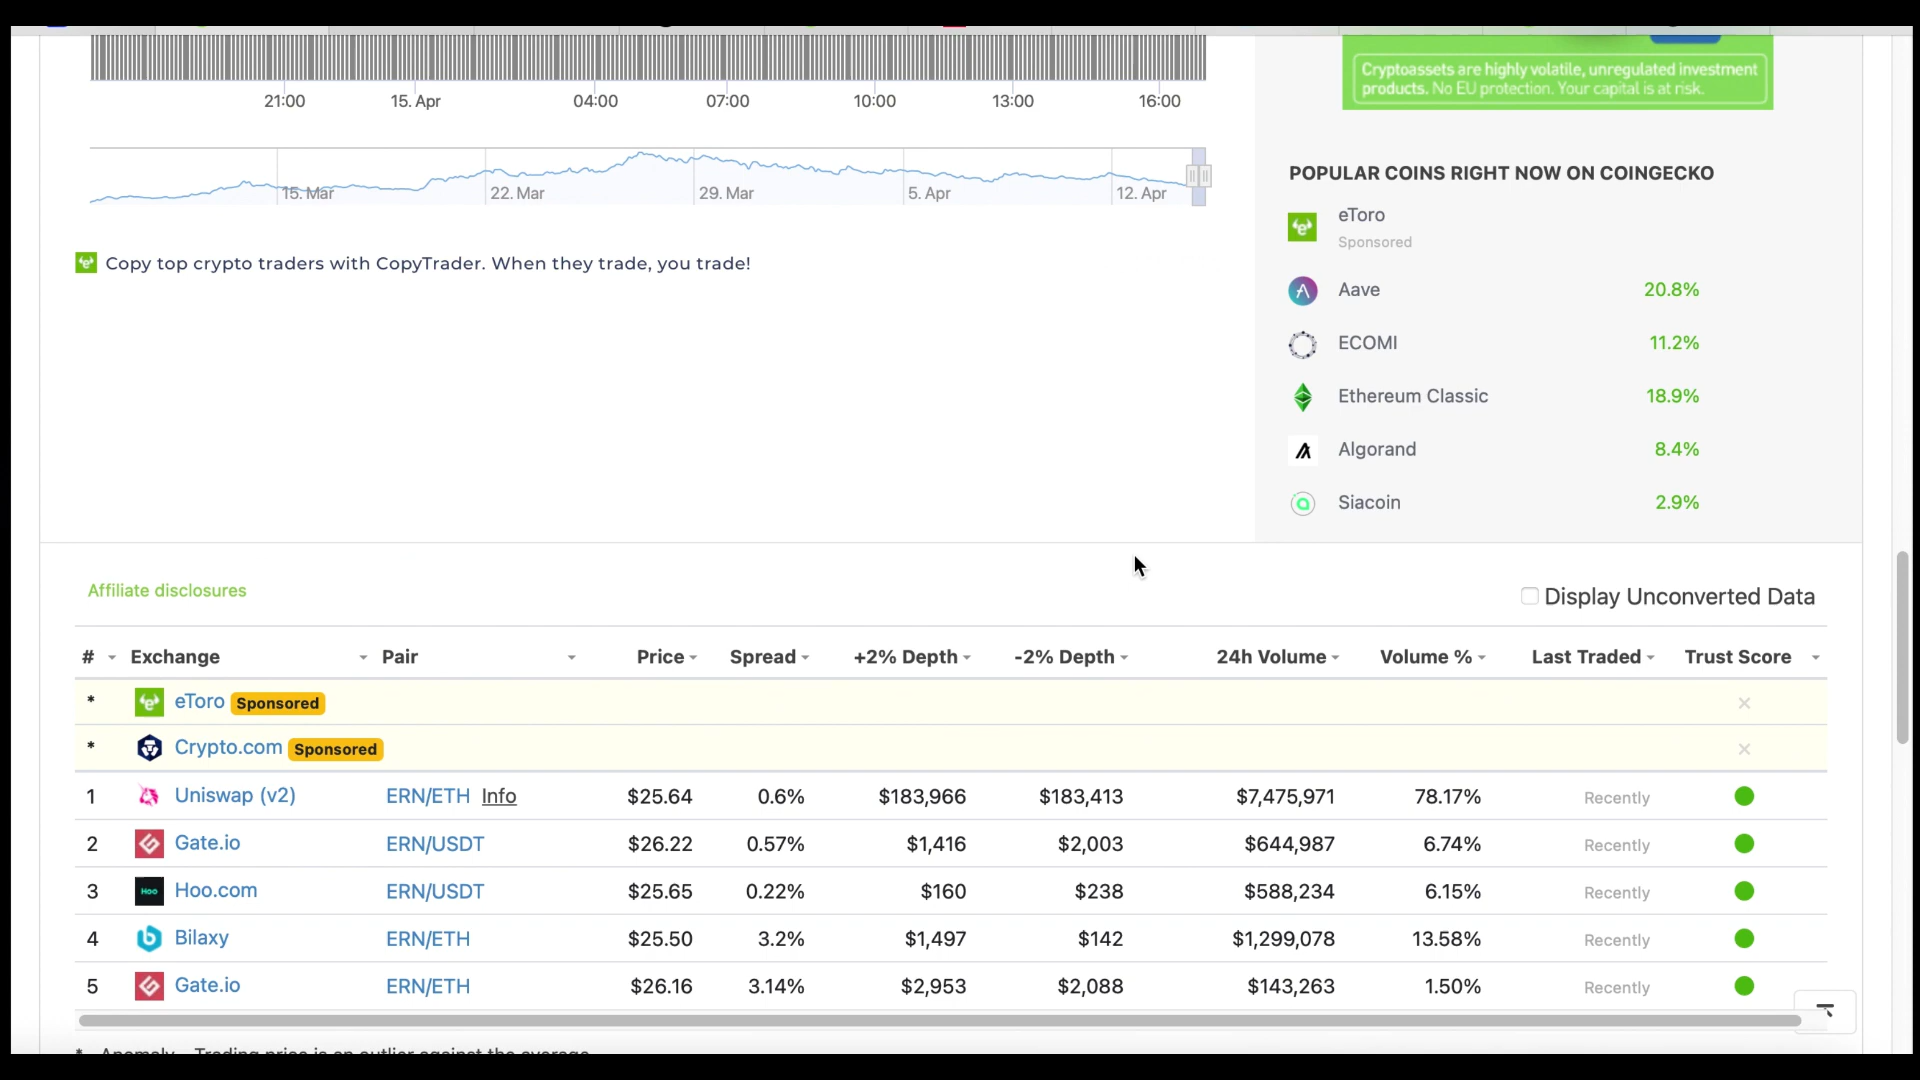 Cryptoassets are highly volatile, unregulated investment
products. No EU protection. Your capital is at risk.
21:00 15. Apr 04:00 07:00 10:00 13:00 16:00
15. Mar 22. Mar 29. Mar 5. Apr 12. Apr
Copy top crypto traders with CopyTrader. When they trade, you trade!
POPULAR COINS RIGHT NOW ON COINGECKO
eToro
Sponsored
Aave 20.8%
ECOMI 11.2%
Ethereum Classic 18.9%
Algorand 8.4%
Siacoin 2.9%
Affiliate disclosures
Display Unconverted Data
# Exchange Pair Price Spread +2% Depth -2% Depth 24h Volume Volume % Last Traded Trust Score
* eToro Sponsored
* Crypto.com Sponsored
1 Uniswap (v2) ERN/ETH Info $25.64 0.6% $183,966 $183,413 $7,475,971 78.17% Recently
2 Gate.io ERN/USDT $26.22 0.57% $1,416 $2,003 $644,987 6.74% Recently
3 Hoo.com ERN/USDT $25.65 0.22% $160 $238 $588,234 6.15% Recently
4 Bilaxy ERN/ETH $25.50 3.2% $1,497 $142 $1,299,078 13.58% Recently
5 Gate.io ERN/ETH $26.16 3.14% $2,953 $2,088 $143,263 1.50% Recently
* Anomaly - Trading price is an outlier against the average